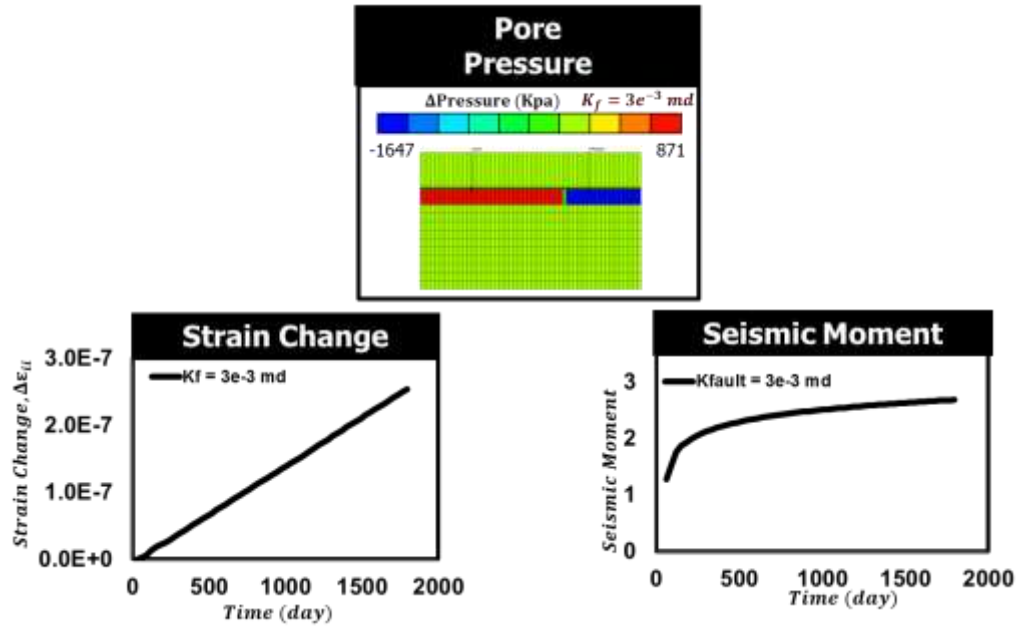 Pore
Pressure
ΔPressure (Kpa) K_f = 3e⁻³ md
-1647 871
Strain Change
3.0E-7
Kf = 3e-3 md
2.0E-7
1.0E-7
0.0E+0
Strain Change, Δε_ii
0 500 1000 1500 2000
Time (day)
Seismic Moment
3
Kfault = 3e-3 md
2
1
0
Seismic Moment
0 500 1000 1500 2000
Time (day)